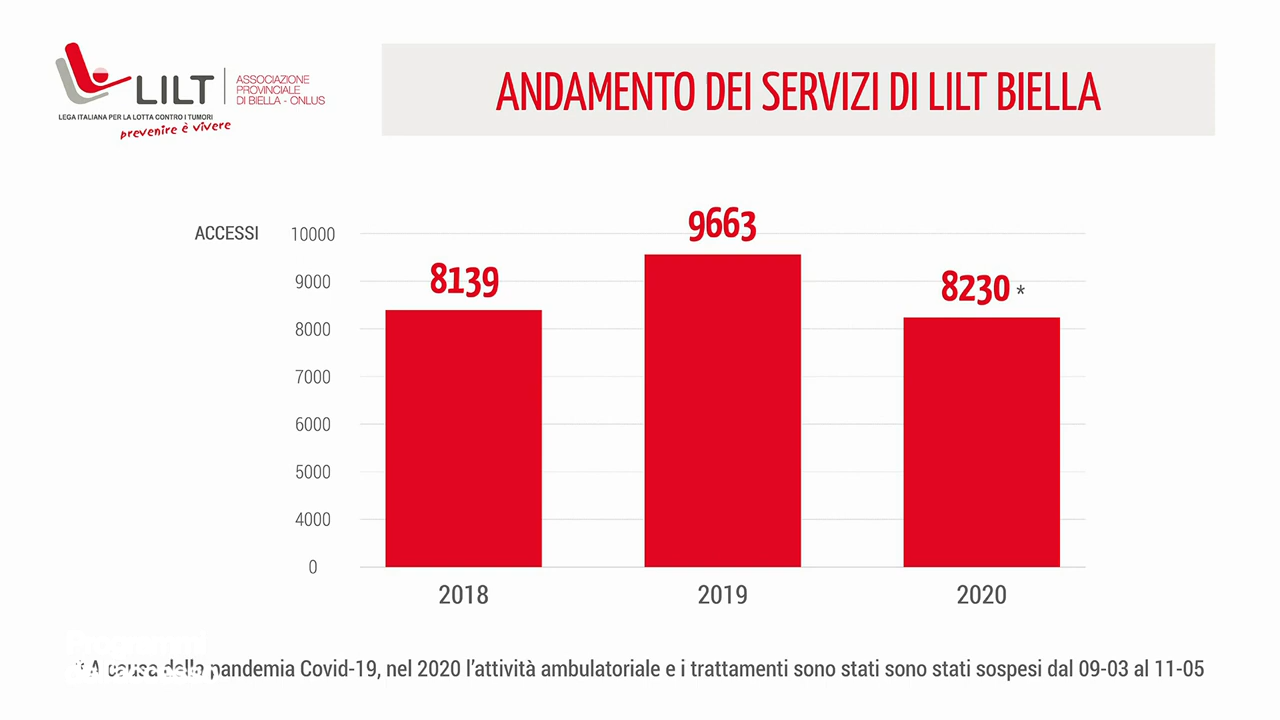 LILT
ASSOCIAZIONE
PROVINCIALE
DI BIELLA - ONLUS
LEGA ITALIANA PER LA LOTTA CONTRO I TUMORI
prevenire è vivere
ANDAMENTO DEI SERVIZI DI LILT BIELLA
ACCESSI
10000
9000
8000
7000
6000
5000
4000
0
8139
9663
8230 *
2018
2019
2020
Programmi
* A causa della pandemia Covid-19, nel 2020 l’attività ambulatoriale e i trattamenti sono stati sono stati sospesi dal 09-03 al 11-05